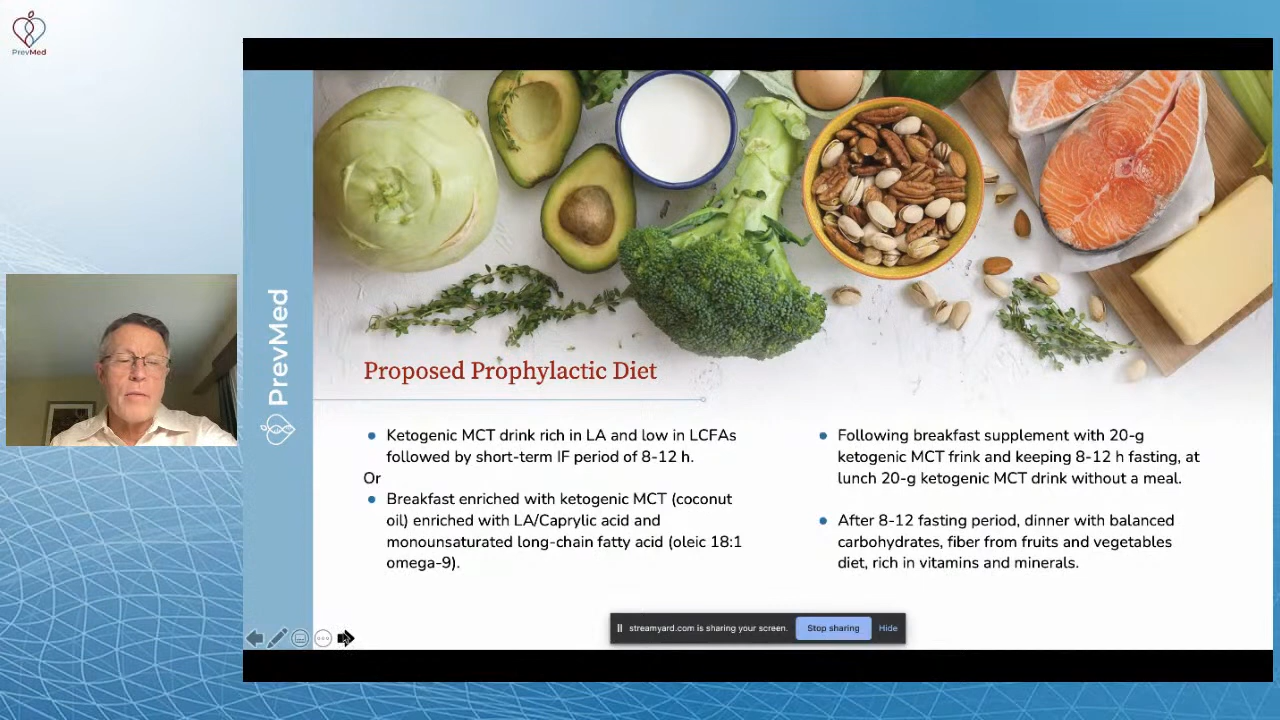 PrevMed
PrevMed
Proposed Prophylactic Diet
• Ketogenic MCT drink rich in LA and low in LCFAs
followed by short-term IF period of 8-12 h.
Or
• Breakfast enriched with ketogenic MCT (coconut
oil) enriched with LA/Caprylic acid and
monounsaturated long-chain fatty acid (oleic 18:1
omega-9).
• Following breakfast supplement with 20-g
ketogenic MCT frink and keeping 8-12 h fasting, at
lunch 20-g ketogenic MCT drink without a meal.
• After 8-12 fasting period, dinner with balanced
carbohydrates, fiber from fruits and vegetables
diet, rich in vitamins and minerals.
streamyard.com is sharing your screen. Stop sharing Hide